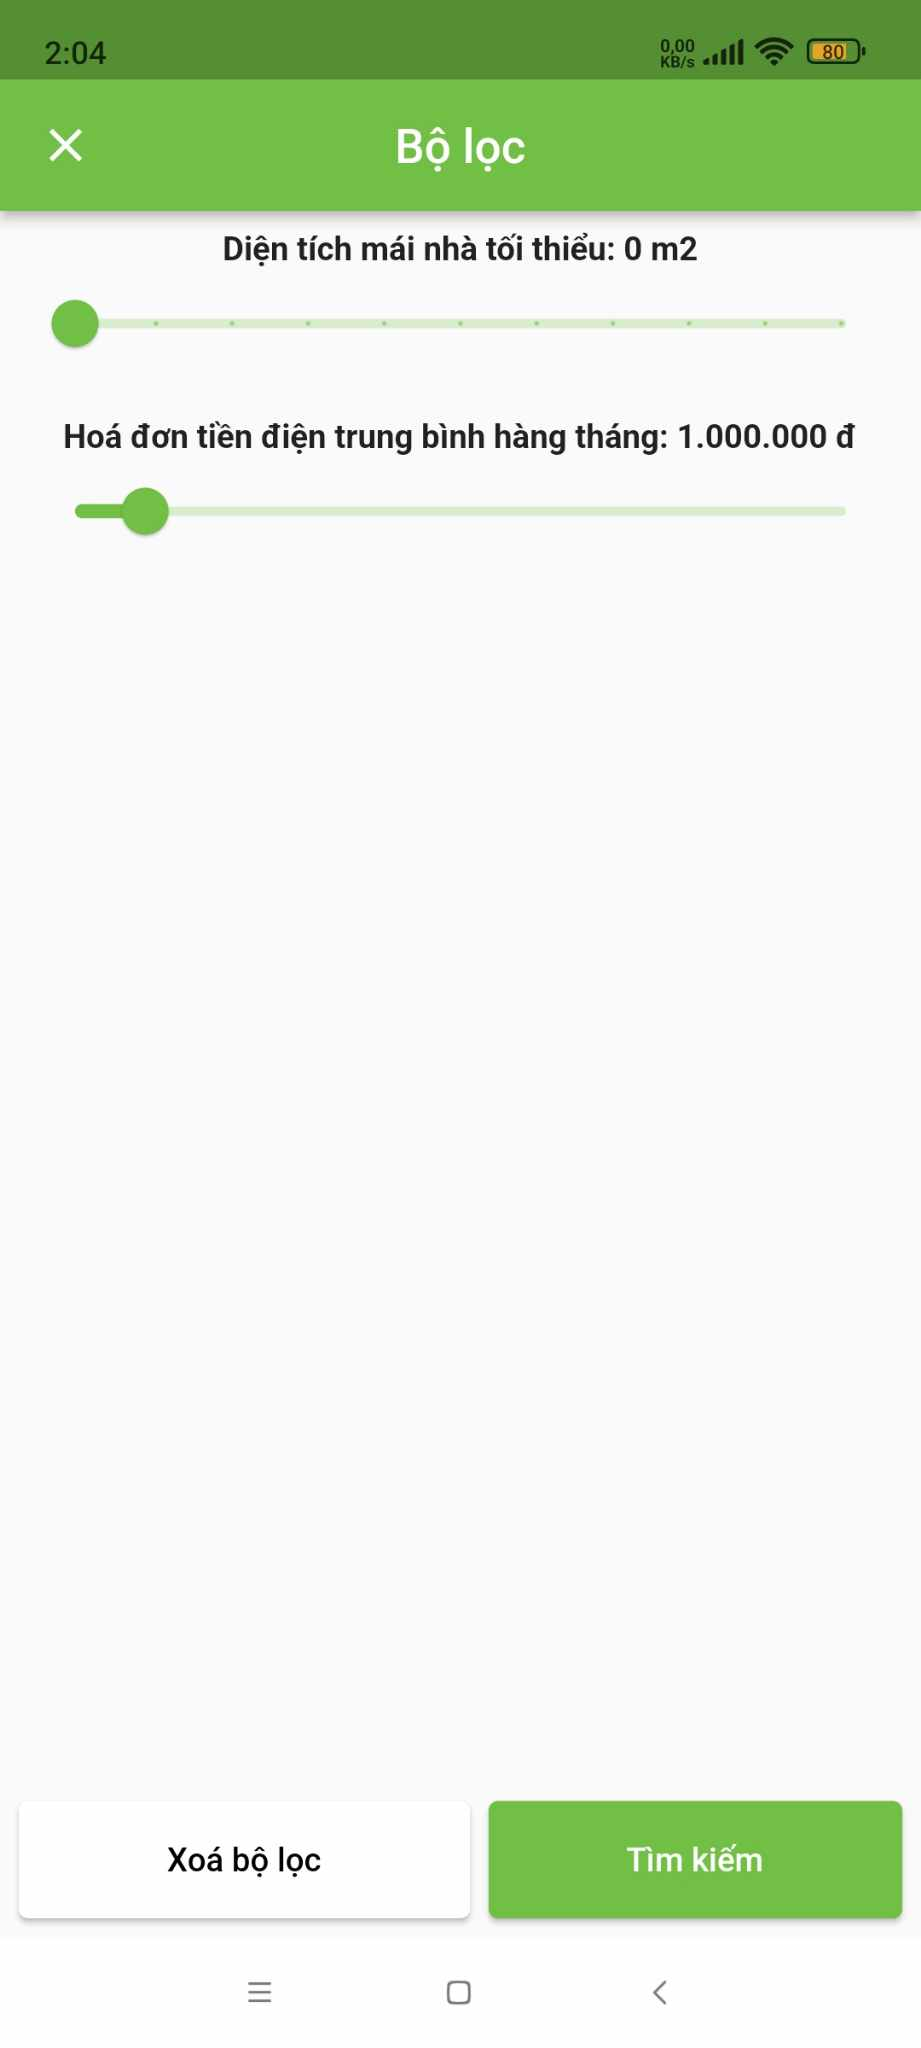 2:04
0,00
KB/s
80
Bộ lọc
Diện tích mái nhà tối thiểu: 0 m2
Hoá đơn tiền điện trung bình hàng tháng: 1.000.000 đ
Xoá bộ lọc
Tìm kiếm